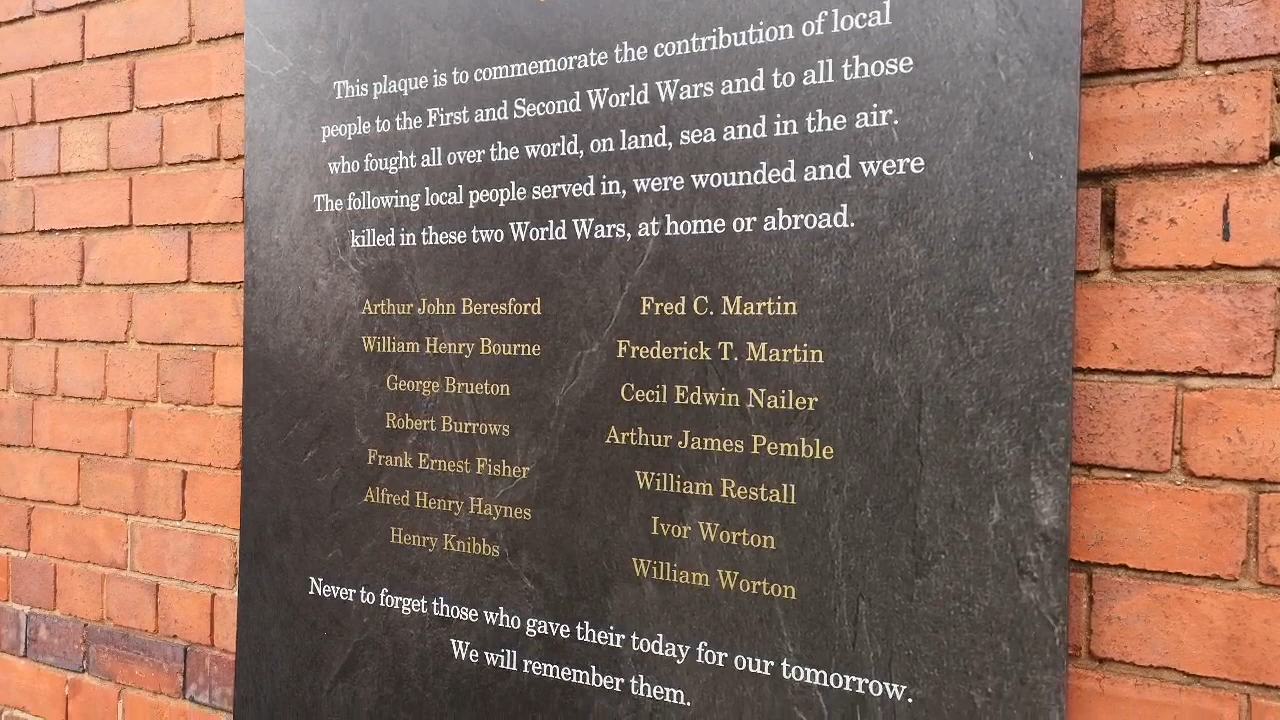 This plaque is to commemorate the contribution of local
people to the First and Second World Wars and to all those
who fought all over the world, on land, sea and in the air.
The following local people served in, were wounded and were
killed in these two World Wars, at home or abroad.
Arthur John Beresford
William Henry Bourne
George Brueton
Robert Burrows
Frank Ernest Fisher
Alfred Henry Haynes
Henry Knibbs
Fred C. Martin
Frederick T. Martin
Cecil Edwin Nailer
Arthur James Pemble
William Restall
Ivor Worton
William Worton
Never to forget those who gave their today for our tomorrow.
We will remember them.